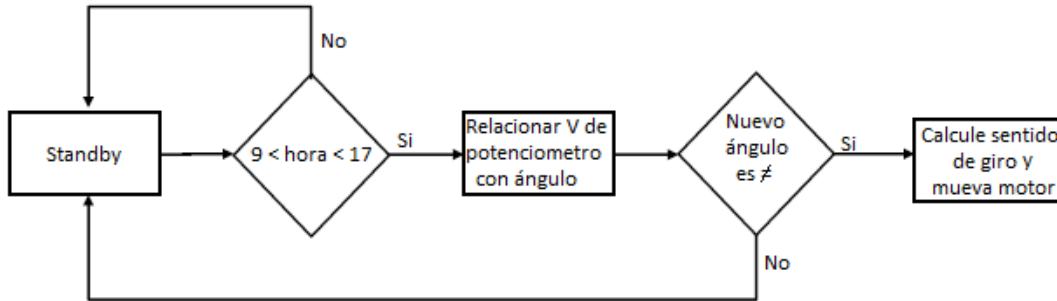 No
Standby
9 < hora < 17
Si
Relacionar V de
potenciometro
con ángulo
Nuevo
ángulo
es ≠
Si
Calcule sentido
de giro y
mueva motor
No